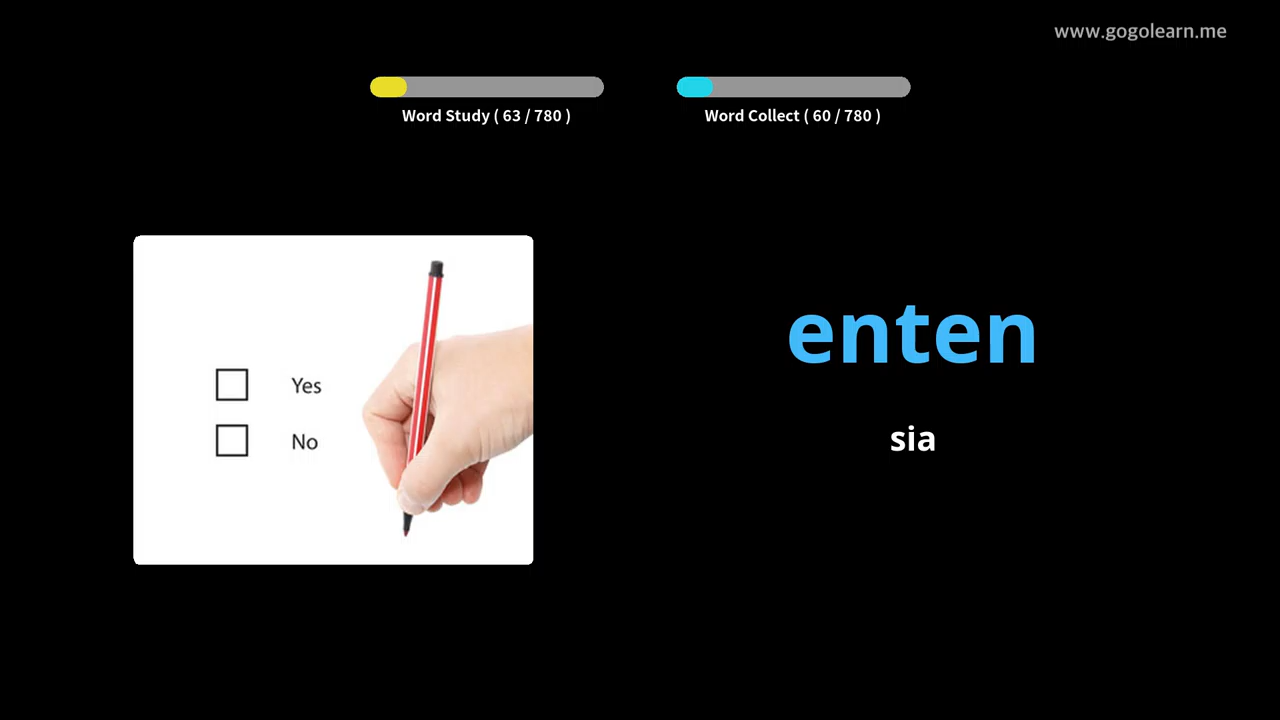 www.gogolearn.me
Word Study ( 63 / 780 )
Word Collect ( 60 / 780 )
Yes
No
enten
sia